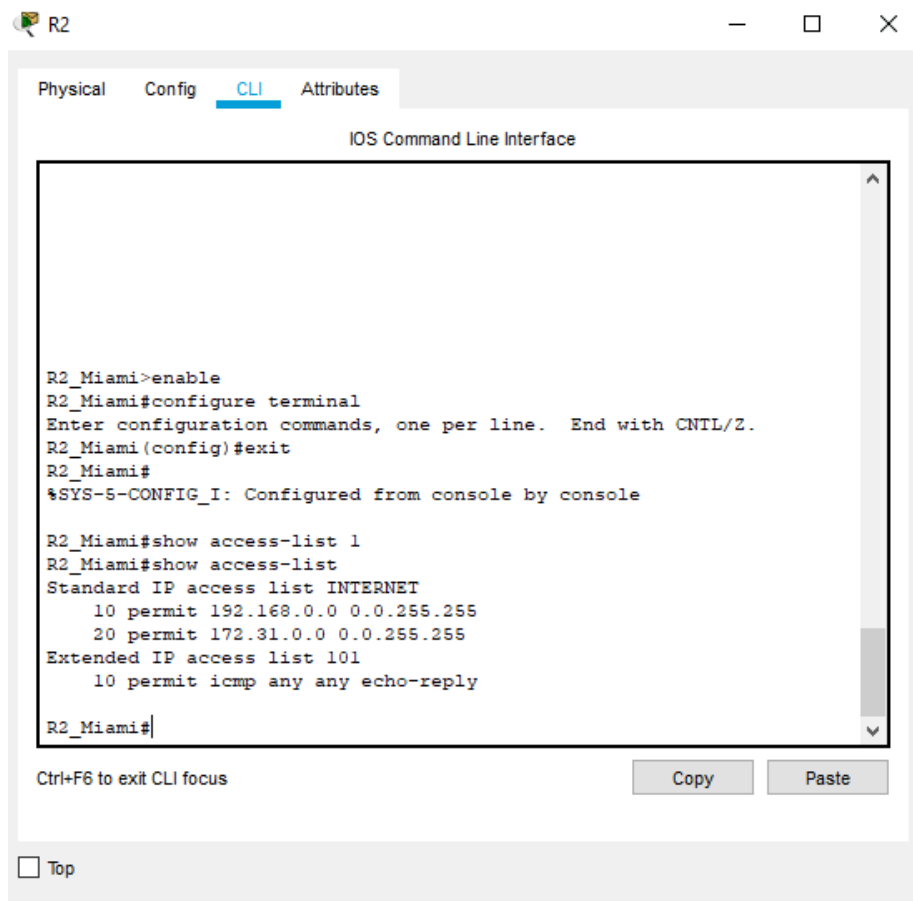 R2
Physical Config CLI Attributes
IOS Command Line Interface
R2_Miami>enable
R2_Miami#configure terminal
Enter configuration commands, one per line.  End with CNTL/Z.
R2_Miami(config)#exit
R2_Miami#
%SYS-5-CONFIG_I: Configured from console by console
R2_Miami#show access-list 1
R2_Miami#show access-list
Standard IP access list INTERNET
    10 permit 192.168.0.0 0.0.255.255
    20 permit 172.31.0.0 0.0.255.255
Extended IP access list 101
    10 permit icmp any any echo-reply
R2_Miami#
Ctrl+F6 to exit CLI focus Copy Paste
Top